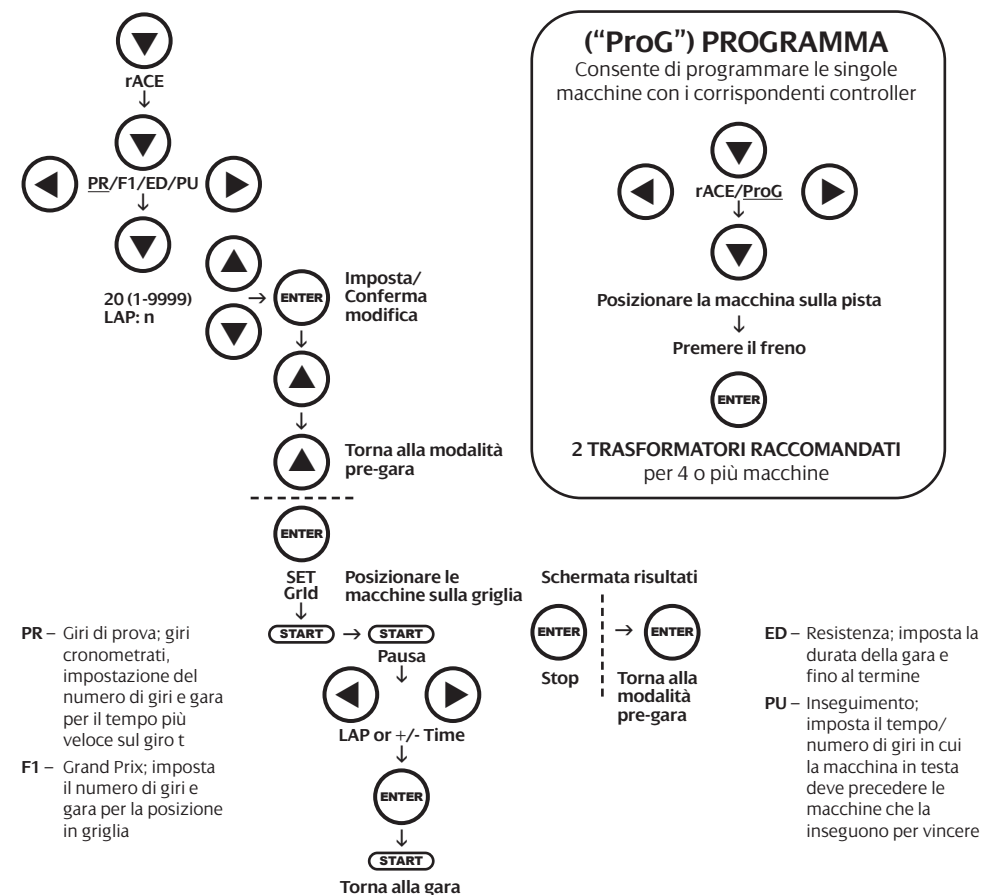 rACE
PR/F1/ED/PU
20 (1-9999)
LAP: n
ENTER
Imposta/
Conferma
modifica
Torna alla modalità
pre-gara
ENTER
SET
GrId
Posizionare le
macchine sulla griglia
START → START
Pausa
LAP or +/- Time
ENTER
START
Torna alla gara
Schermata risultati
ENTER → ENTER
Stop
Torna alla
modalità
pre-gara
PR – Giri di prova; giri
cronometrati,
impostazione del
numero di giri e gara
per il tempo più
veloce sul giro t
F1 – Grand Prix; imposta
il numero di giri e
gara per la posizione
in griglia
ED – Resistenza; imposta la
durata della gara e
fino al termine
PU – Inseguimento;
imposta il tempo/
numero di giri in cui
la macchina in testa
deve precedere le
macchine che la
inseguono per vincere
(“ProG”) PROGRAMMA
Consente di programmare le singole
macchine con i corrispondenti controller
rACE/ProG
Posizionare la macchina sulla pista
Premere il freno
ENTER
2 TRASFORMATORI RACCOMANDATI
per 4 o più macchine